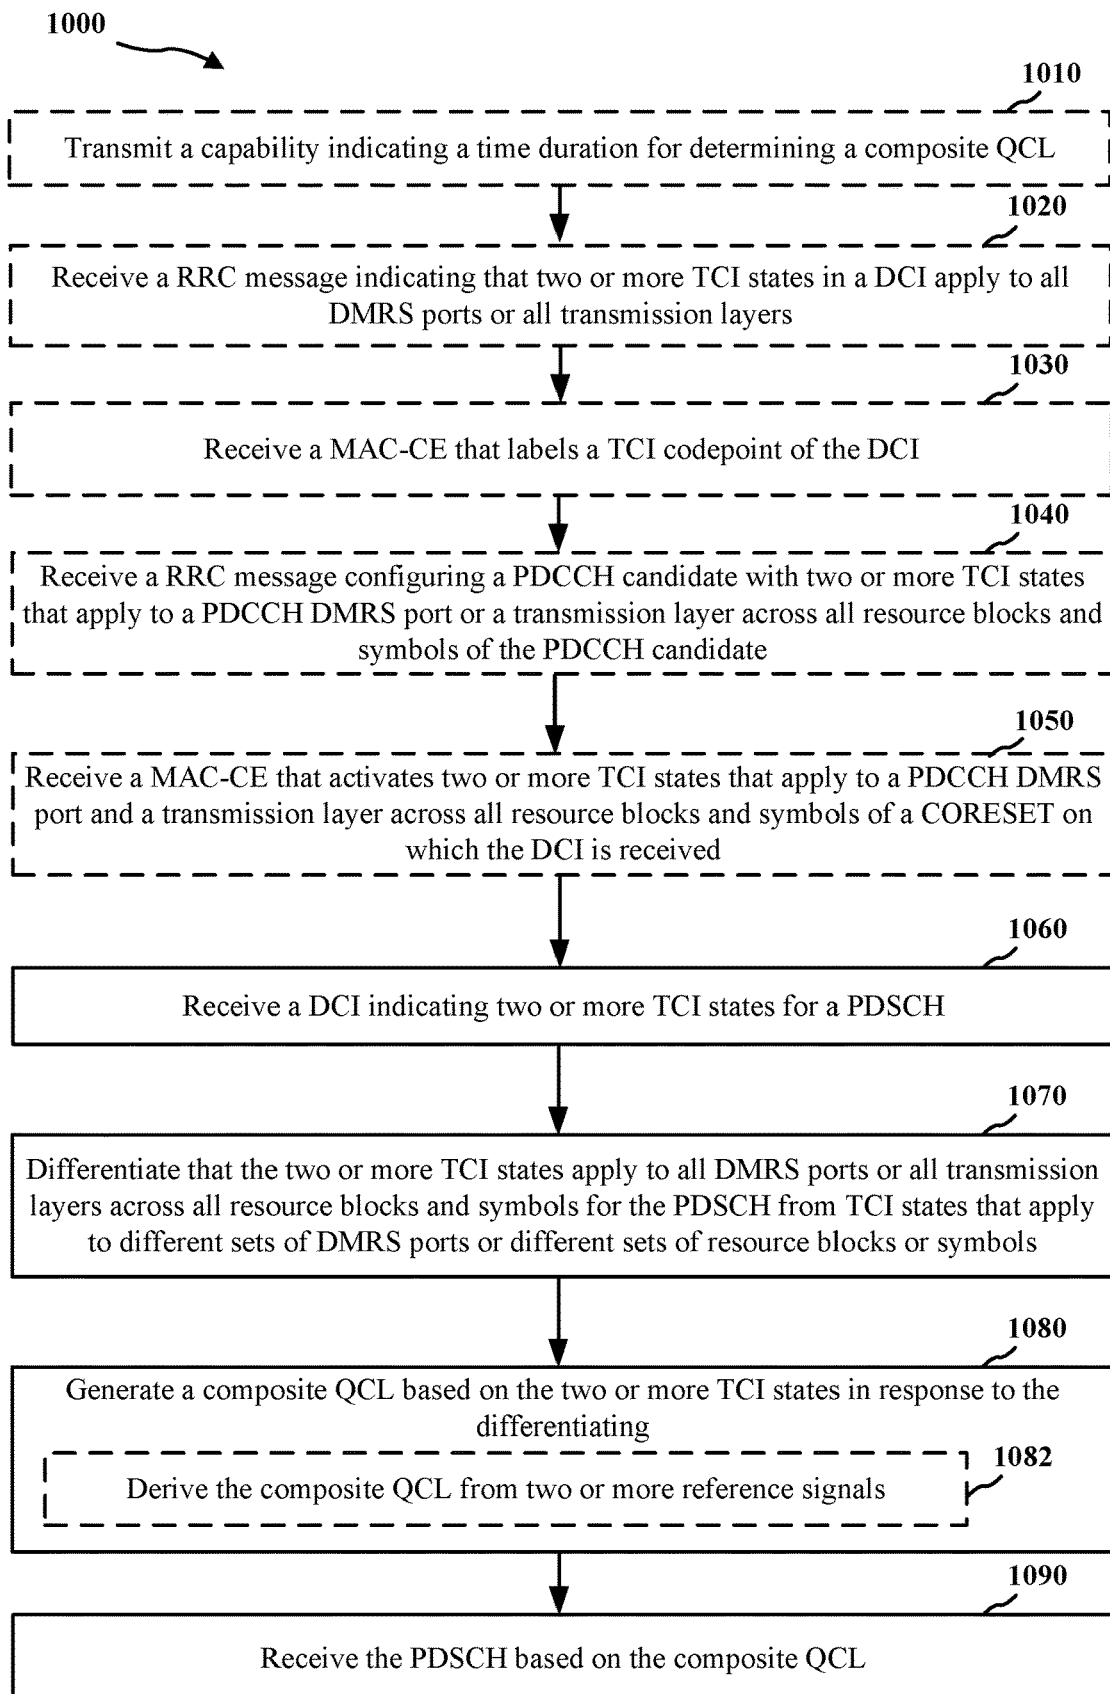 1000
1010
Transmit a capability indicating a time duration for determining a composite QCL
1020
Receive a RRC message indicating that two or more TCI states in a DCI apply to all
DMRS ports or all transmission layers
1030
Receive a MAC-CE that labels a TCI codepoint of the DCI
1040
Receive a RRC message configuring a PDCCH candidate with two or more TCI states
that apply to a PDCCH DMRS port or a transmission layer across all resource blocks and
symbols of the PDCCH candidate
1050
Receive a MAC-CE that activates two or more TCI states that apply to a PDCCH DMRS
port and a transmission layer across all resource blocks and symbols of a CORESET on
which the DCI is received
1060
Receive a DCI indicating two or more TCI states for a PDSCH
1070
Differentiate that the two or more TCI states apply to all DMRS ports or all transmission
layers across all resource blocks and symbols for the PDSCH from TCI states that apply
to different sets of DMRS ports or different sets of resource blocks or symbols
1080
Generate a composite QCL based on the two or more TCI states in response to the
differentiating
1082
Derive the composite QCL from two or more reference signals
1090
Receive the PDSCH based on the composite QCL